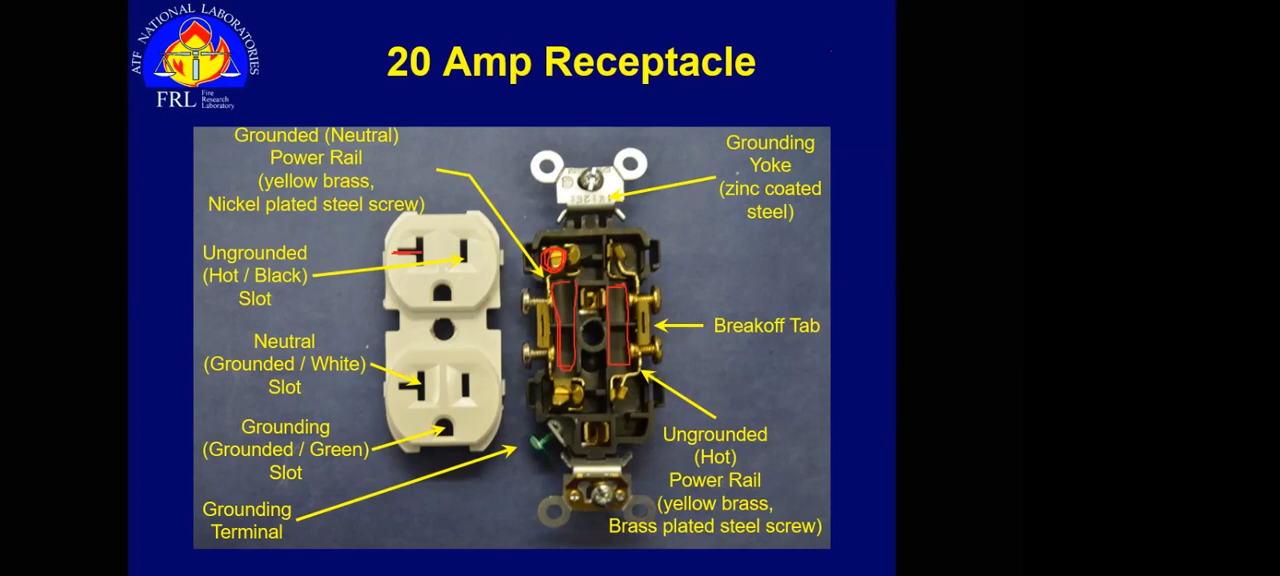 ATF NATIONAL LABORATORIES
FRL
Fire
Research
Laboratory
20 Amp Receptacle
Grounded (Neutral)
Power Rail
(yellow brass,
Nickel plated steel screw)
Ungrounded
(Hot / Black)
Slot
Neutral
(Grounded / White)
Slot
Grounding
(Grounded / Green)
Slot
Grounding
Terminal
Grounding
Yoke
(zinc coated
steel)
Breakoff Tab
Ungrounded
(Hot)
Power Rail
(yellow brass,
Brass plated steel screw)